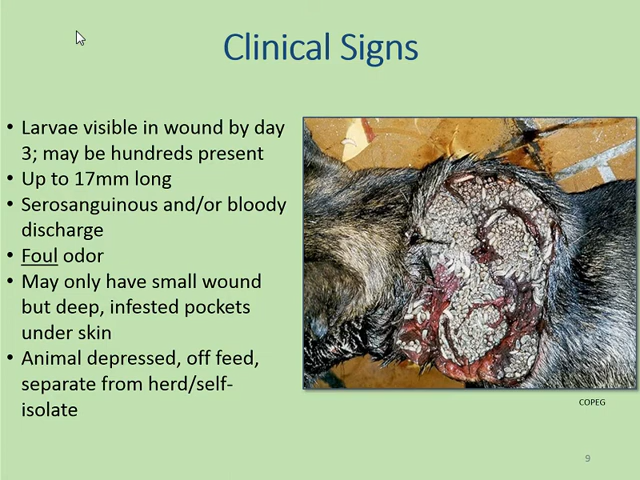 Clinical Signs
• Larvae visible in wound by day
3; may be hundreds present
• Up to 17mm long
• Serosanguinous and/or bloody
discharge
• Foul odor
• May only have small wound
but deep, infested pockets
under skin
• Animal depressed, off feed,
separate from herd/self-
isolate
COPEG
9